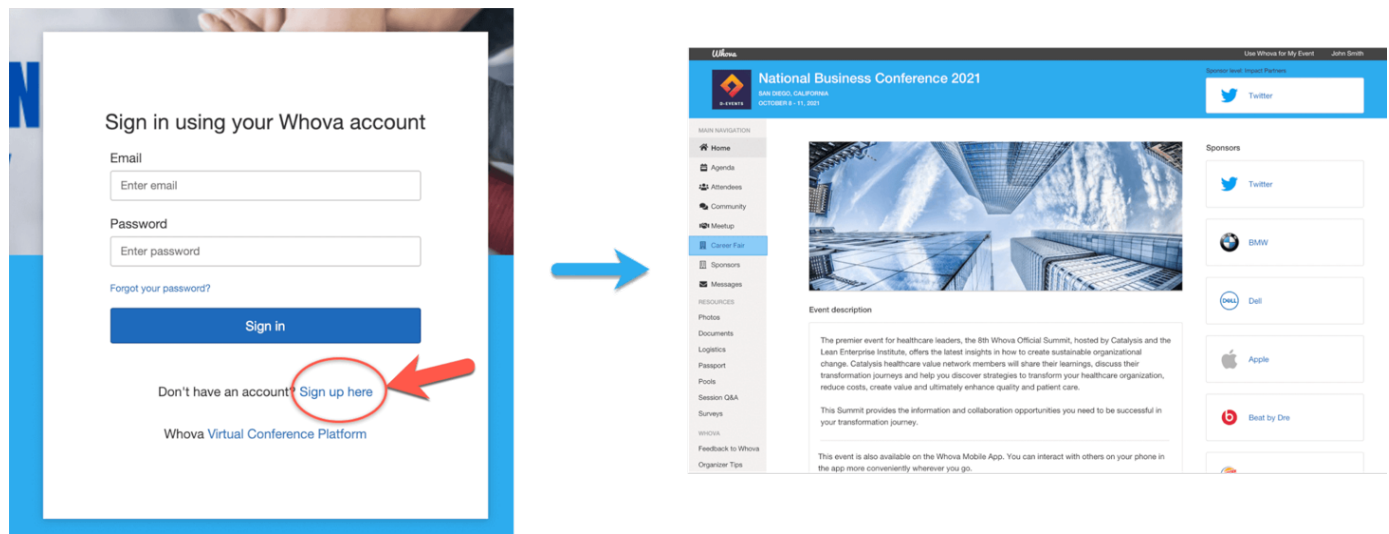 N
Sign in using your Whova account
Email
Enter email
Password
Enter password
Forgot your password?
Sign in
Don't have an account? Sign up here
Whova Virtual Conference Platform
Whova
Use Whova for My Event
John Smith
D-EVENTS
National Business Conference 2021
SAN DIEGO, CALIFORNIA
OCTOBER 8 - 11, 2021
Sponsor level: Impact Partners
Twitter
MAIN NAVIGATION
Home
Agenda
Attendees
Community
Meetup
Career Fair
Sponsors
Messages
RESOURCES
Photos
Documents
Logistics
Passport
Pools
Session Q&A
Surveys
WHOVA
Feedback to Whova
Organizer Tips
Event description
The premier event for healthcare leaders, the 8th Whova Official Summit, hosted by Catalysis and the
Lean Enterprise Institute, offers the latest insights in how to create sustainable organizational
change. Catalysis healthcare value network members will share their learnings, discuss their
transformation journeys and help you discover strategies to transform your healthcare organization,
reduce costs, create value and ultimately enhance quality and patient care.
This Summit provides the information and collaboration opportunities you need to be successful in
your transformation journey.
This event is also available on the Whova Mobile App. You can interact with others on your phone in
the app more conveniently wherever you go.
Sponsors
Twitter
BMW
DELL
Dell
Apple
Beat by Dre